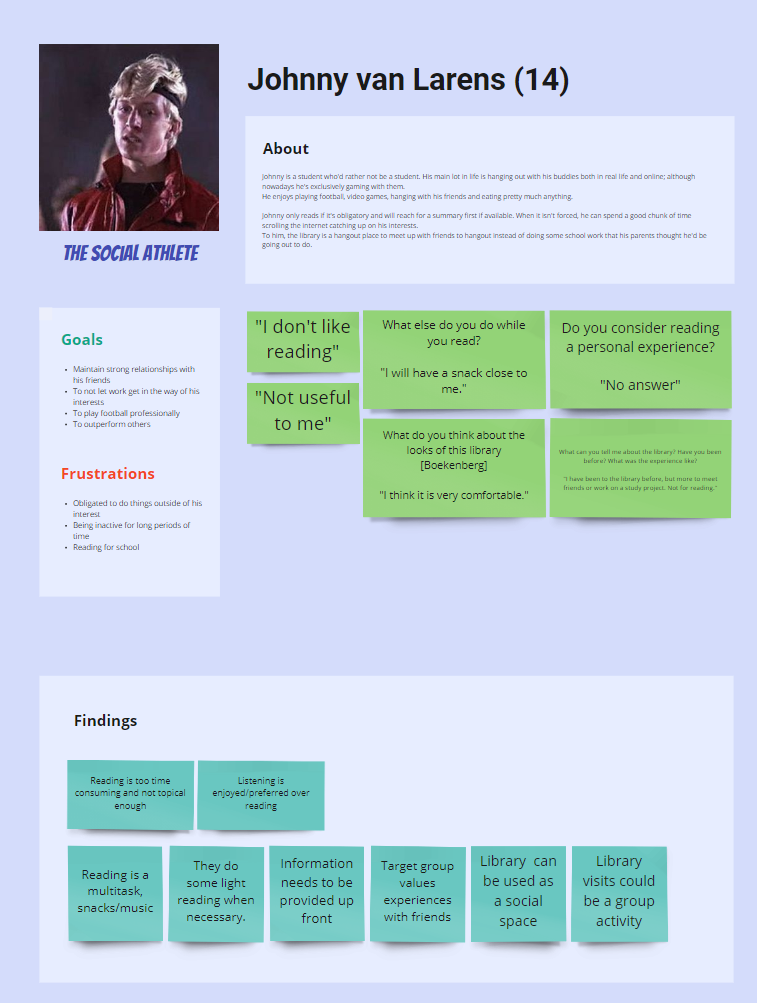 Johnny van Larens (14)
THE SOCIAL ATHLETE
About
Johnny is a student who'd rather not be a student. His main lot in life is hanging out with his buddies both in real life and online; although
nowadays he's exclusively gaming with them.
He enjoys playing football, video games, hanging with his friends and eating pretty much anything.
Johnny only reads if it's obligatory and will reach for a summary first if available. When it isn't forced, he can spend a good chunk of time
scrolling the internet catching up on his interests.
To him, the library is a hangout place to meet up with friends to hangout instead of doing some school work that his parents thought he'd be
going out to do.
Goals
Maintain strong relationships with
his friends
To not let work get in the way of his
interests
To play football professionally
To outperform others
Frustrations
Obligated to do things outside of his
interest
Being inactive for long periods of
time
Reading for school
"I don't like
reading"
"Not useful
to me"
What else do you do while
you read?
"I will have a snack close to
me."
Do you consider reading
a personal experience?
"No answer"
What do you think about the
looks of this library
[Boekenberg]
"I think it is very comfortable."
What can you tell me about the library? Have you been
before? What was the experience like?
"I have been to the library before, but more to meet
friends or work on a study project. Not for reading."
Findings
Reading is too time
consuming and not topical
enough
Listening is
enjoyed/preferred over
reading
Reading is a
multitask,
snacks/music
They do
some light
reading when
necessary.
Information
needs to be
provided up
front
Target group
values
experiences
with friends
Library can
be used as
a social
space
Library
visits could
be a group
activity